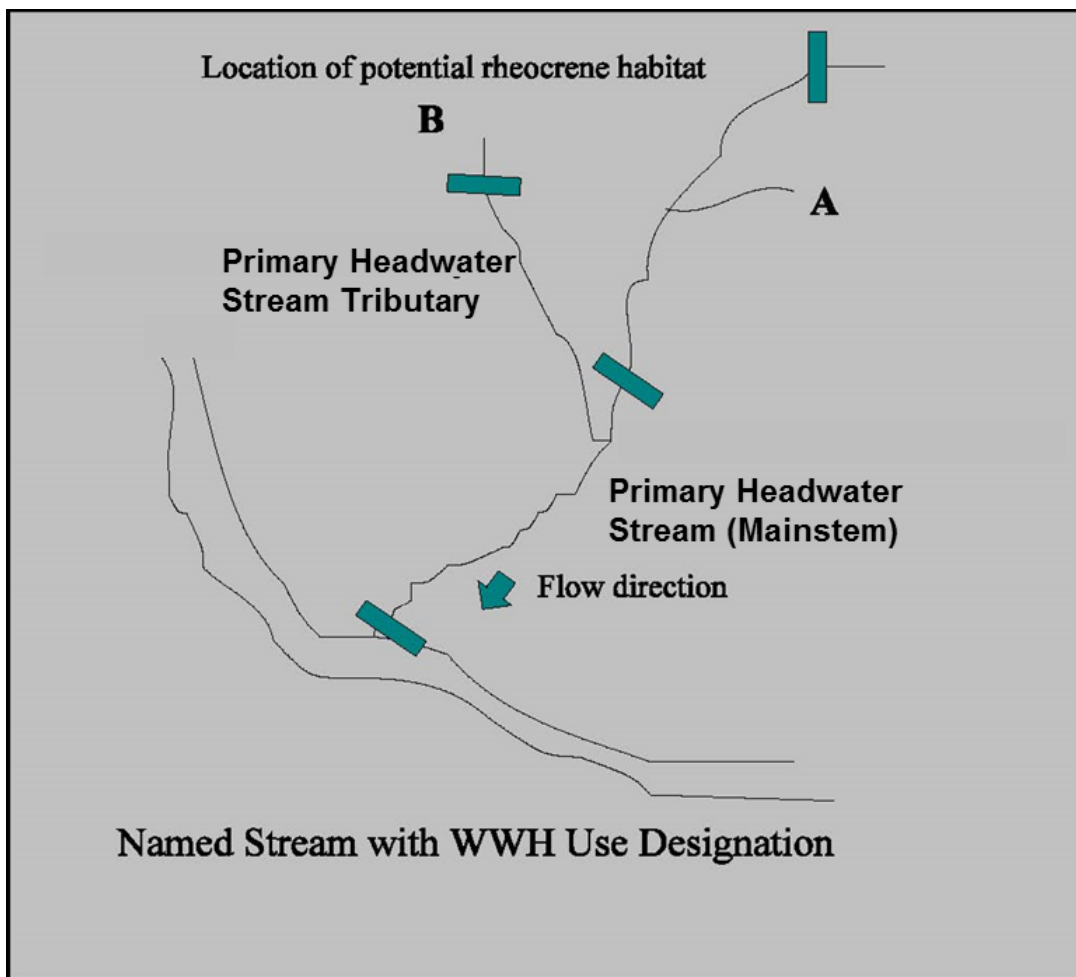 Location of potential rheocrene habitat
B
A
Primary Headwater
Stream Tributary
Primary Headwater
Stream (Mainstem)
Flow direction
Named Stream with WWH Use Designation